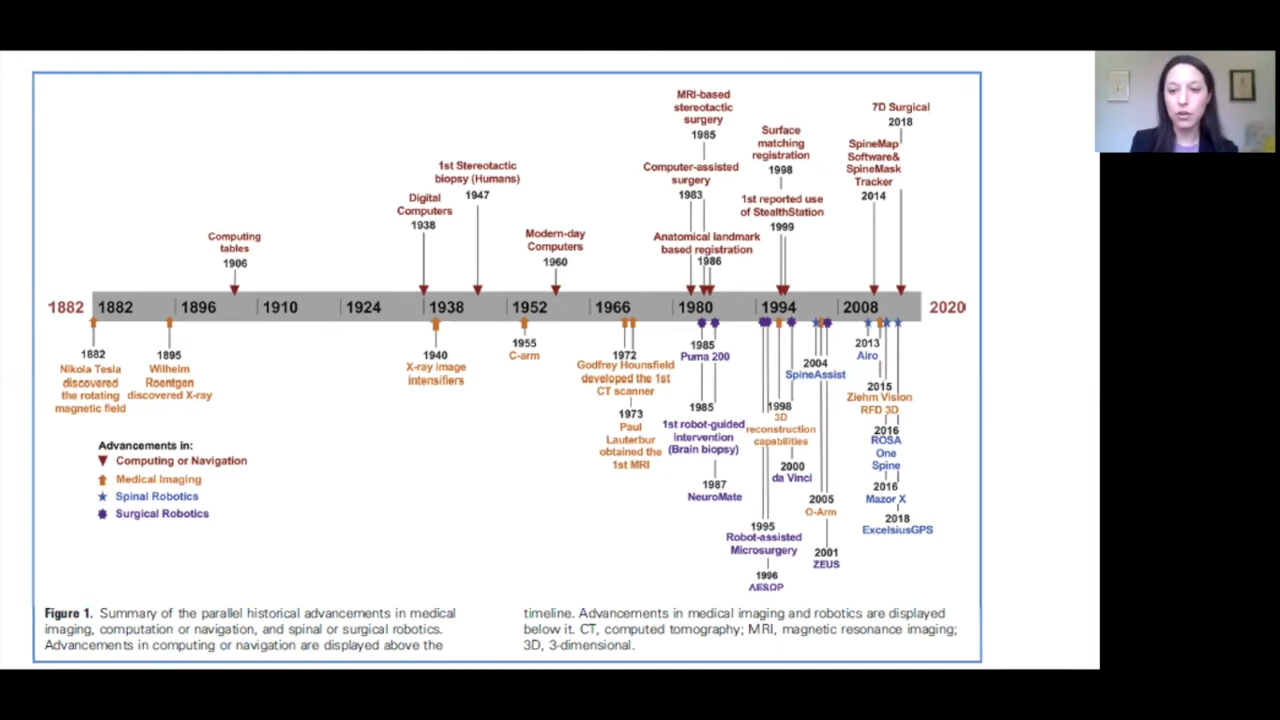 MRI-based
stereotactic
surgery
1985
7D Surgical
2018
Surface
matching
registration
1998
SpineMap
Software&
SpineMask
Tracker
2014
1st Stereotactic
biopsy (Humans)
1947
Computer-assisted
surgery
1983
Digital
Computers
1938
1st reported use
of StealthStation
1999
Computing
tables
1906
Modern-day
Computers
1960
Anatomical landmark
based registration
1986
1882
1882
1896
1910
1924
1938
1952
1966
1980
1994
2008
2020
1882
Nikola Tesla
discovered
the rotating
magnetic field
1895
Wilhelm
Roentgen
discovered X-ray
1940
X-ray image
intensifiers
1955
C-arm
1972
Godfrey Hounsfield
developed the 1st
CT scanner
1973
Paul
Lauterbur
obtained the
1st MRI
1985
Puma 200
1985
1st robot-guided
intervention
(Brain biopsy)
1987
NeuroMate
1995
Robot-assisted
Microsurgery
1996
AESOP
1998
3D
reconstruction
capabilities
2000
da Vinci
2004
SpineAssist
2005
O-Arm
2001
ZEUS
2013
Airo
2015
Ziehm Vision
RFD 3D
2016
ROSA
One
Spine
2016
Mazor X
2018
ExcelsiusGPS
Advancements in:
Computing or Navigation
Medical Imaging
Spinal Robotics
Surgical Robotics
Figure 1. Summary of the parallel historical advancements in medical
imaging, computation or navigation, and spinal or surgical robotics.
Advancements in computing or navigation are displayed above the
timeline. Advancements in medical imaging and robotics are displayed
below it. CT, computed tomography; MRI, magnetic resonance imaging;
3D, 3-dimensional.